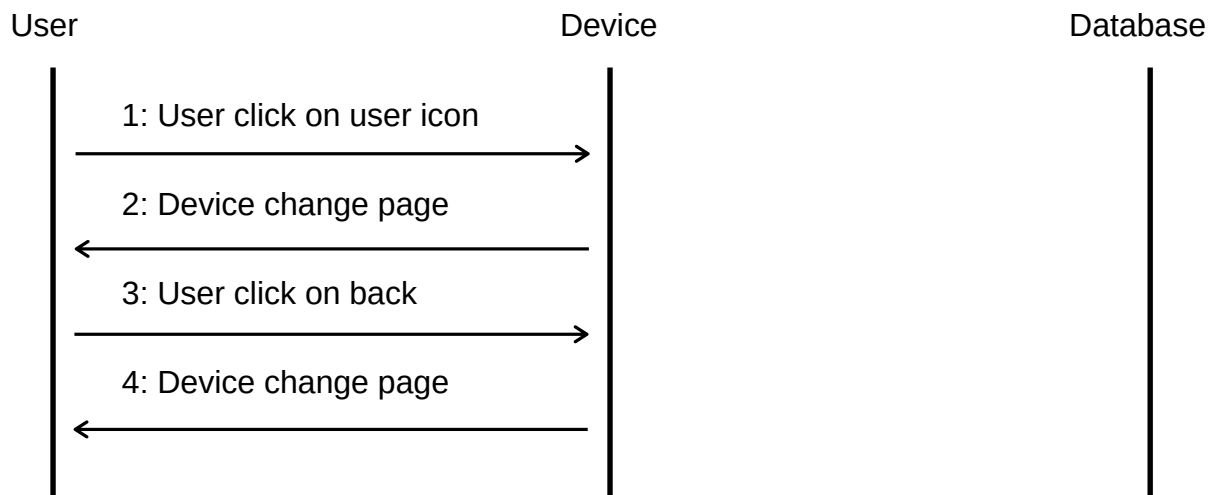 User Device Database
1: User click on user icon
2: Device change page
3: User click on back
4: Device change page